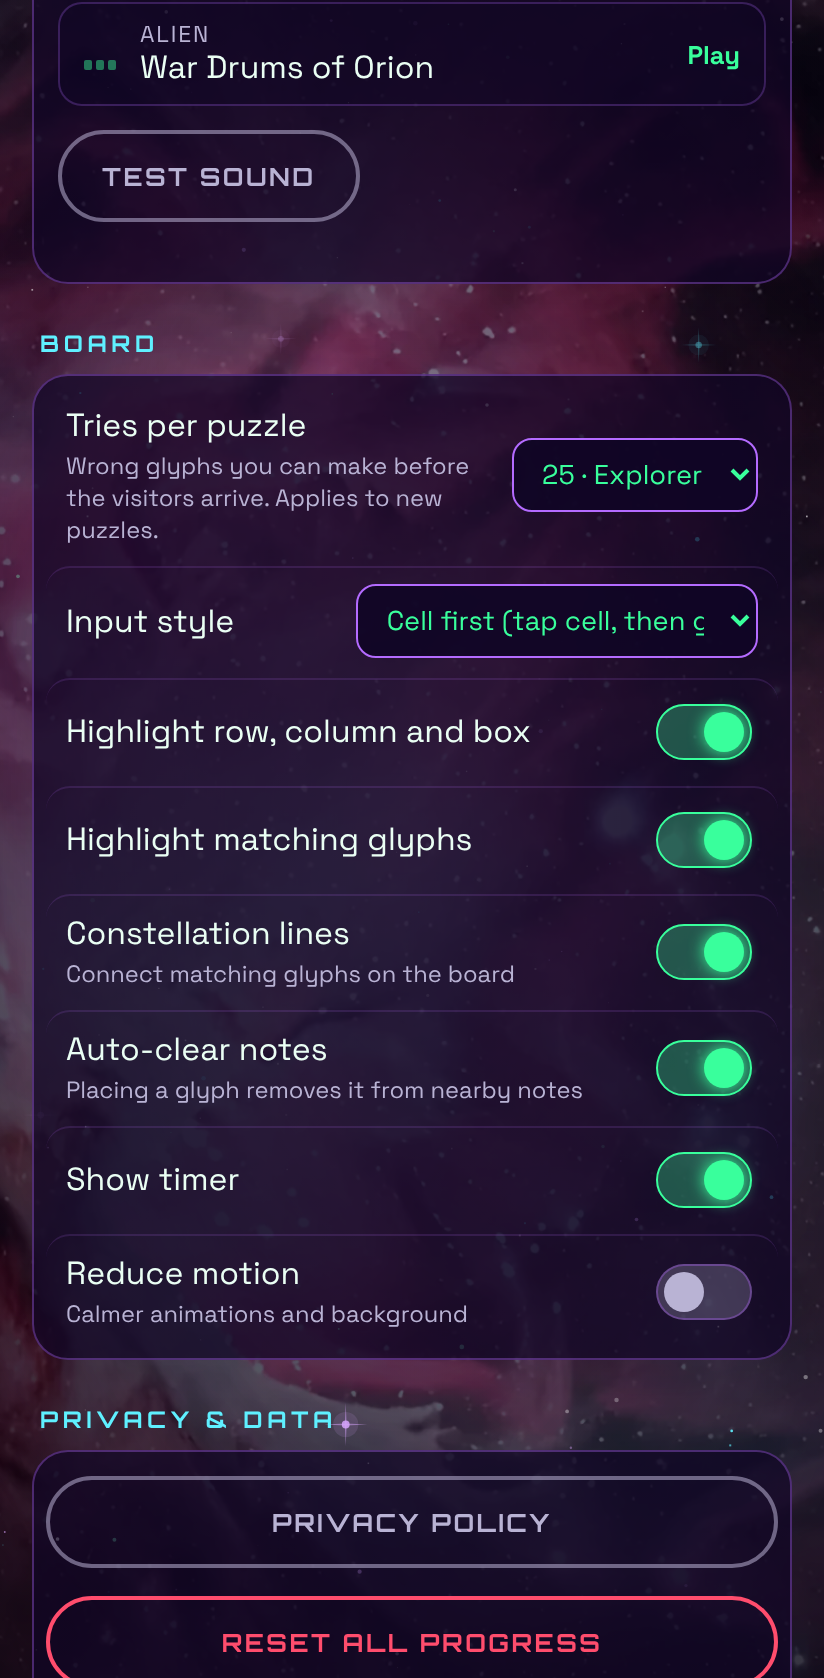 ALIEN
War Drums of Orion
Play
TEST SOUND
BOARD
Tries per puzzle
Wrong glyphs you can make before
the visitors arrive. Applies to new
puzzles.
25 · Explorer
Input style
Cell first (tap cell, then g
Highlight row, column and box
Highlight matching glyphs
Constellation lines
Connect matching glyphs on the board
Auto-clear notes
Placing a glyph removes it from nearby notes
Show timer
Reduce motion
Calmer animations and background
PRIVACY & DATA
PRIVACY POLICY
RESET ALL PROGRESS